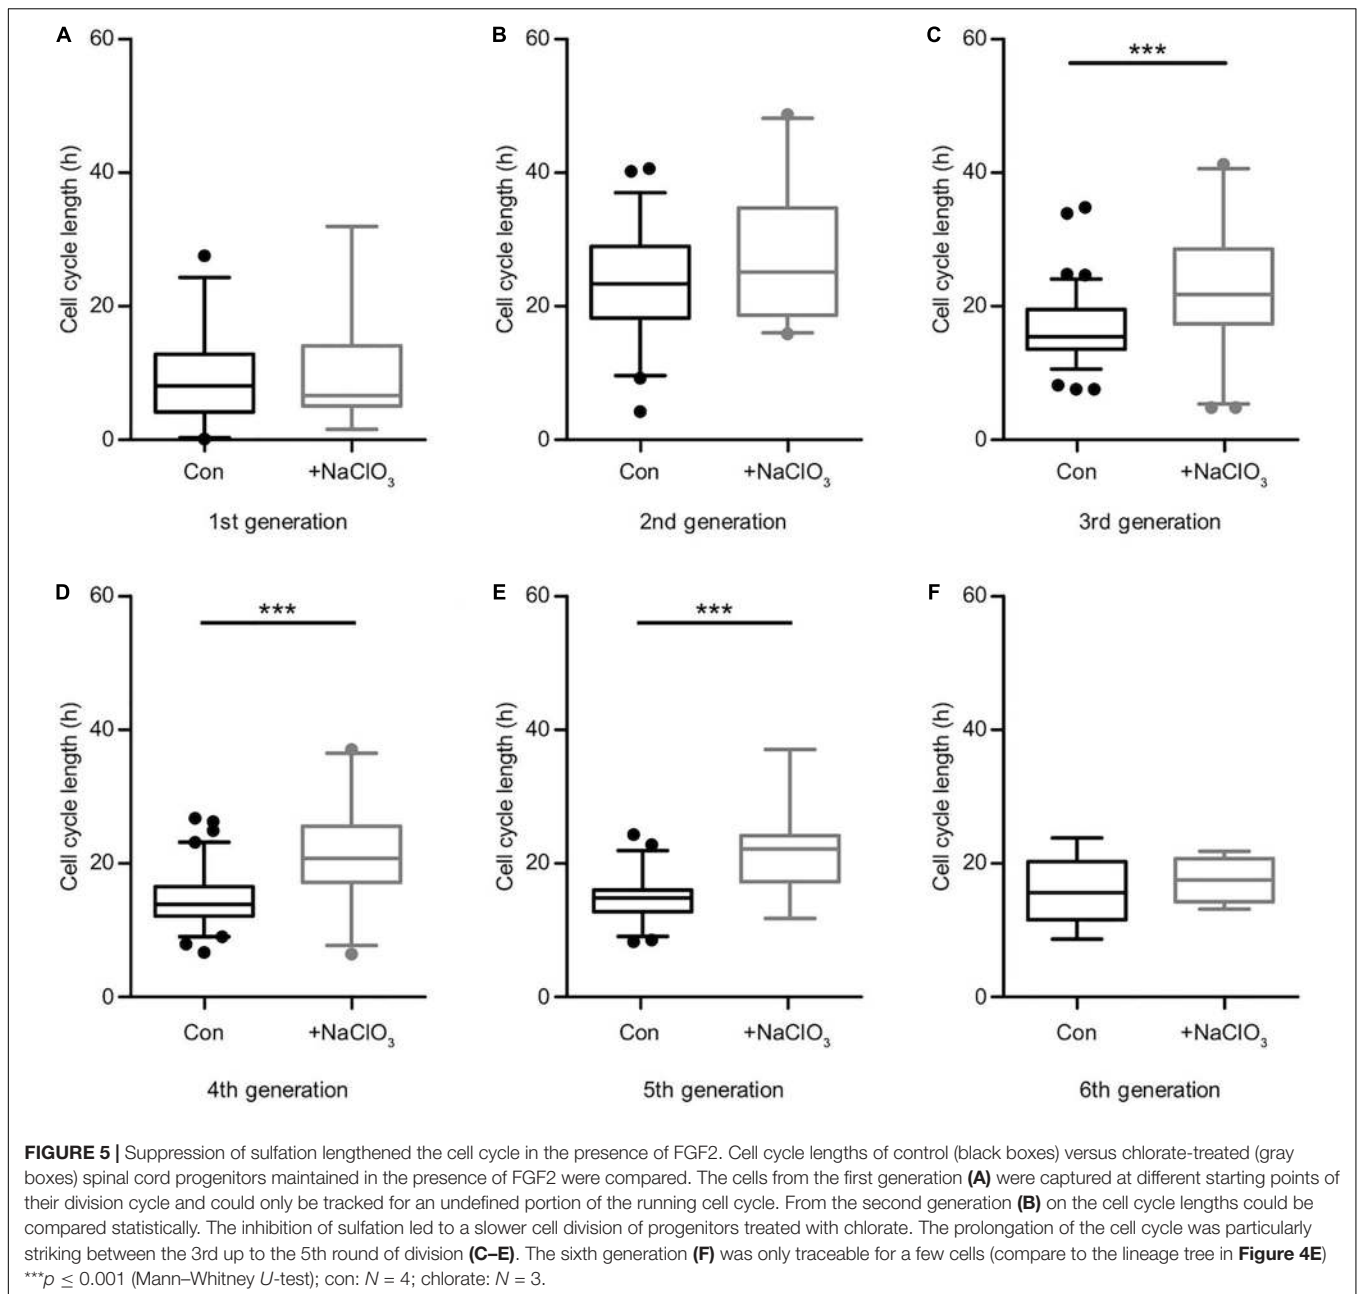 A
60
40
20
0
Cell cycle length (h)
Con
+NaClO3
1st generation
B
60
40
20
0
Cell cycle length (h)
Con
+NaClO3
2nd generation
C
60
40
20
0
Cell cycle length (h)
***
Con
+NaClO3
3rd generation
D
60
40
20
0
Cell cycle length (h)
***
Con
+NaClO3
4th generation
E
60
40
20
0
Cell cycle length (h)
***
Con
+NaClO3
5th generation
F
60
40
20
0
Cell cycle length (h)
Con
+NaClO3
6th generation
FIGURE 5 | Suppression of sulfation lengthened the cell cycle in the presence of FGF2. Cell cycle lengths of control (black boxes) versus chlorate-treated (gray
boxes) spinal cord progenitors maintained in the presence of FGF2 were compared. The cells from the first generation (A) were captured at different starting points of
their division cycle and could only be tracked for an undefined portion of the running cell cycle. From the second generation (B) on the cell cycle lengths could be
compared statistically. The inhibition of sulfation led to a slower cell division of progenitors treated with chlorate. The prolongation of the cell cycle was particularly
striking between the 3rd up to the 5th round of division (C–E). The sixth generation (F) was only traceable for a few cells (compare to the lineage tree in Figure 4E)
***p ≤ 0.001 (Mann–Whitney U-test); con: N = 4; chlorate: N = 3.